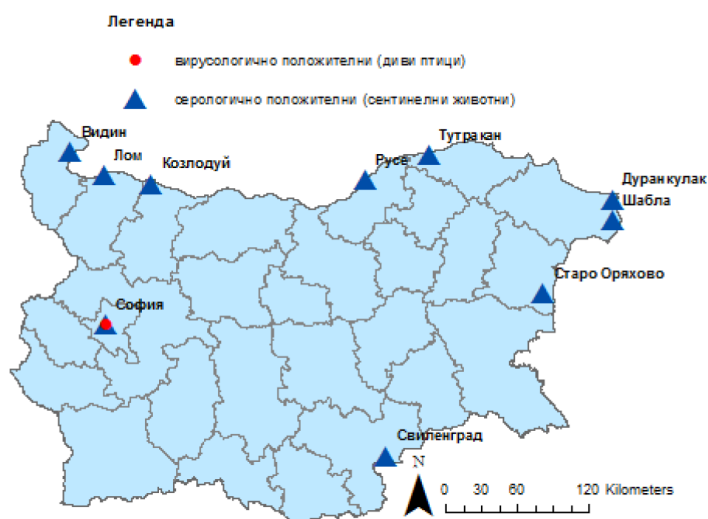 Легенда
вирусологично положителни (диви птици)
серологично положителни (сентинелни животни)
Видин
Лом
Козлодуй
Русе
Тутракан
Дуранкулак
Шабла
Старо Оряхово
София
Свиленград
N
0 30 60 120 Kilometers